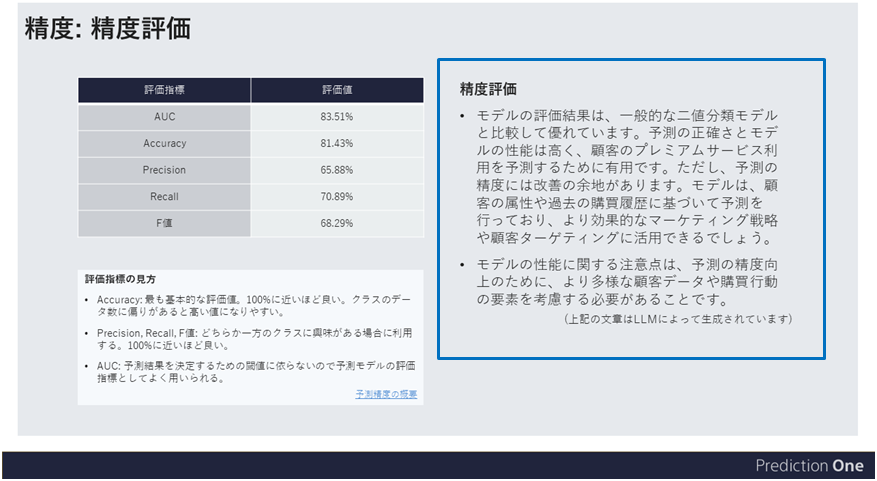 精度: 精度評価
評価指標 評価値
AUC 83.51%
Accuracy 81.43%
Precision 65.88%
Recall 70.89%
F値 68.29%
評価指標の見方
• Accuracy: 最も基本的な評価値。100%に近いほど良い。クラスのデー
タ数に偏りがあると高い値になりやすい。
• Precision, Recall, F値: どちらか一方のクラスに興味がある場合に利用
する。100%に近いほど良い。
• AUC: 予測結果を決定するための閾値に依らないので予測モデルの評価
指標としてよく用いられる。
予測精度の概要
精度評価
• モデルの評価結果は、一般的な二値分類モデル
と比較して優れています。予測の正確さとモデ
ルの性能は高く、顧客のプレミアムサービス利
用を予測するために有用です。ただし、予測の
精度には改善の余地があります。モデルは、顧
客の属性や過去の購買履歴に基づいて予測を
行っており、より効果的なマーケティング戦略
や顧客ターゲティングに活用できるでしょう。
• モデルの性能に関する注意点は、予測の精度向
上のために、より多様な顧客データや購買行動
の要素を考慮する必要があることです。
（上記の文章はLLMによって生成されています）
Prediction One